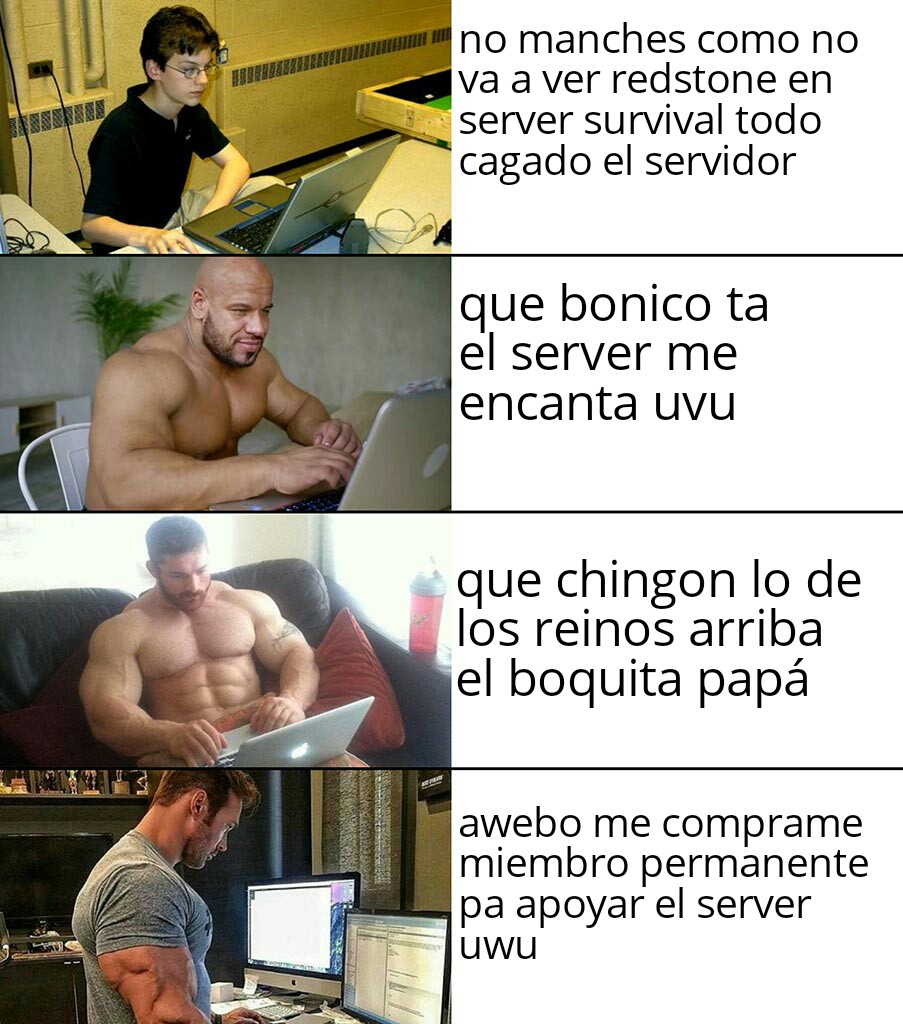 no manches como no
va a ver redstone en
server survival todo
cagado el servidor
que bonico ta
el server me
encanta uvu
que chingon lo de
los reinos arriba
el boquita papá
awebo me comprame
miembro permanente
pa apoyar el server
uwu